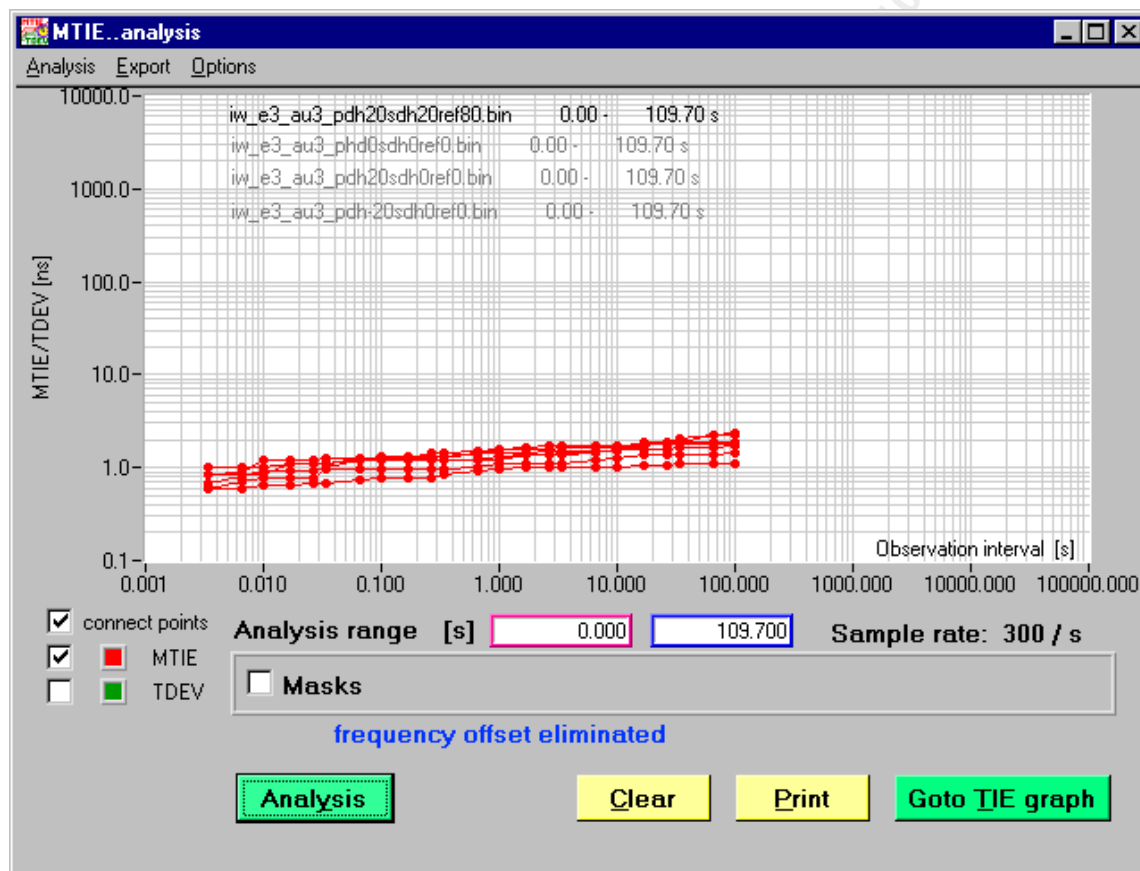 MTIE..analysis
Analysis Export Options
10000.0
1000.0
100.0
10.0
1.0
0.1
MTIE/TDEV [ns]
iw_e3_au3_pdh20sdh20ref80.bin 0.00 - 109.70 s
iw_e3_au3_phd0sdh0ref0.bin 0.00 - 109.70 s
iw_e3_au3_pdh20sdh0ref0.bin 0.00 - 109.70 s
iw_e3_au3_pdh-20sdh0ref0.bin 0.00 - 109.70 s
Observation interval [s]
0.001 0.010 0.100 1.000 10.000 100.000 1000.000 10000.000 100000.000
connect points
MTIE
TDEV
Analysis range [s] 0.000 109.700 Sample rate: 300 / s
Masks
frequency offset eliminated
Analysis Clear Print Goto TIE graph